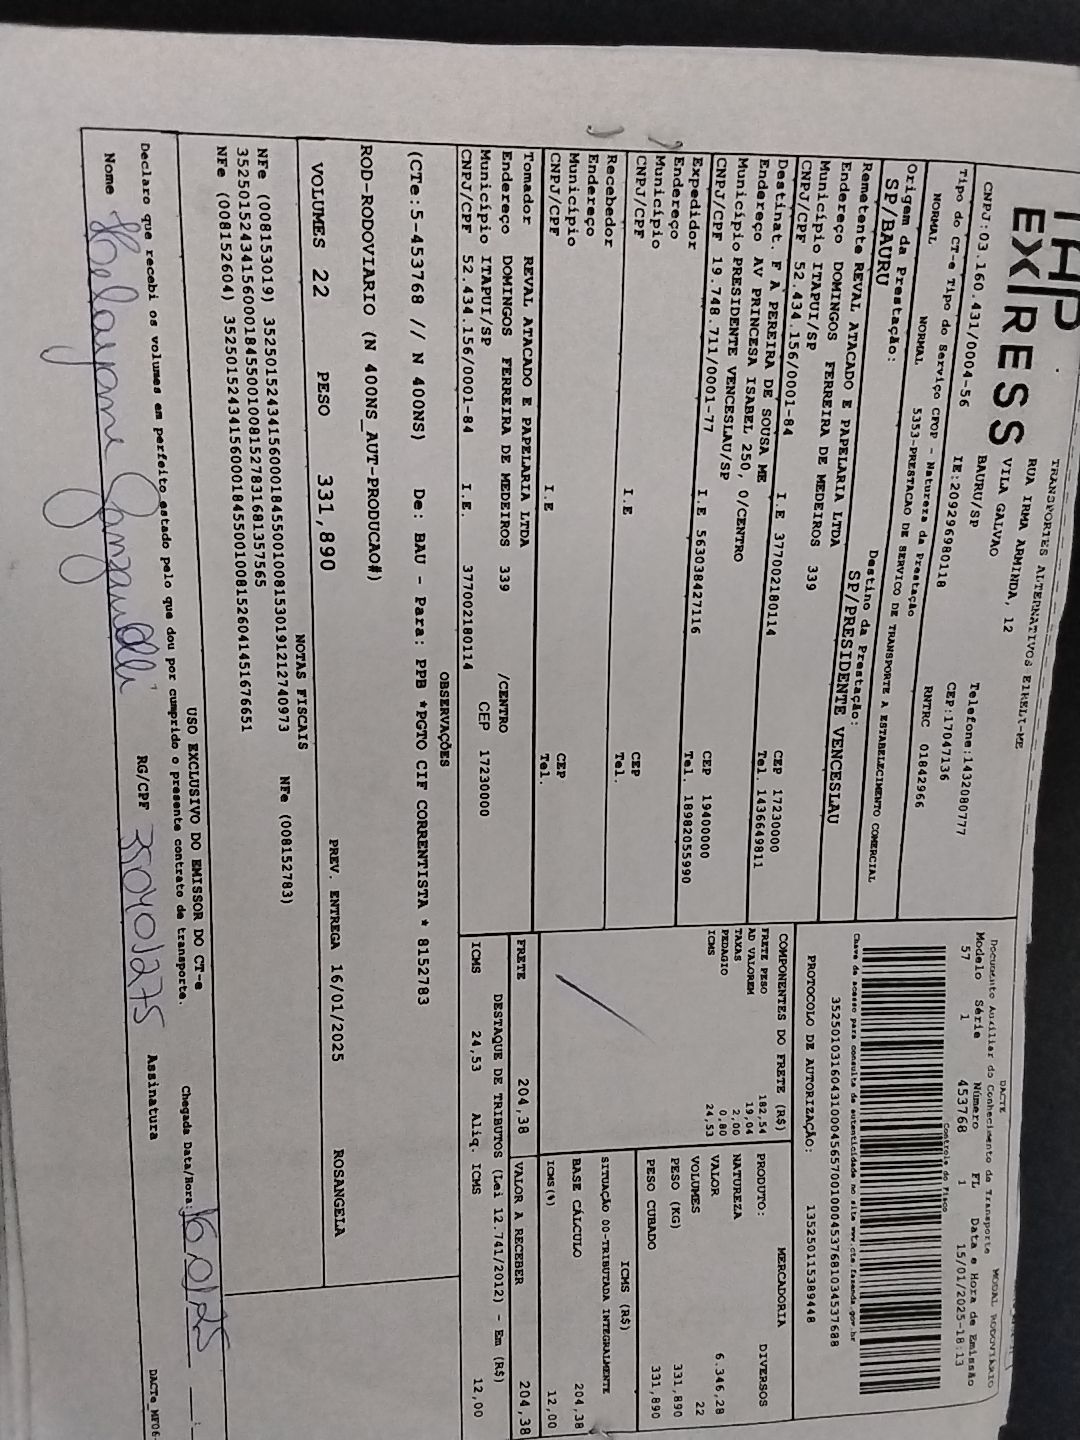 THP
EXPRESS
TRANSPORTES ALTERNATIVOS EIRELI-ME
RUA IRMA ARMINDA, 12
VILA GALVAO
BAURU/SP
Telefone:1432080777
CEP:17047136
CNPJ:03.160.431/0004-56 IE:209296980118
RNTRC 01842966
Tipo do CT-e Tipo do Serviço CFOP - Natureza da Prestação
NORMAL NORMAL 5353-PRESTACAO DE SERVICO DE TRANSPORTE A ESTABELECIMENTO COMERCIAL
Origem da Prestação: Destino da Prestação:
SP/BAURU SP/PRESIDENTE VENCESLAU
Remetente REVAL ATACADO E PAPELARIA LTDA
Endereço DOMINGOS FERREIRA DE MEDEIROS 339
Município ITAPUI/SP CEP 17230000
CNPJ/CPF 52.434.156/0001-84 I.E 377002180114 Tel. 1436649811
Destinat. F A PEREIRA DE SOUSA ME
Endereço AV PRINCESA ISABEL 250, 0/CENTRO
Município PRESIDENTE VENCESLAU/SP CEP 19400000
CNPJ/CPF 19.748.711/0001-77 I.E 563038427116 Tel. 18982055990
Expedidor
Endereço
Município CEP
CNPJ/CPF I.E Tel.
Recebedor
Endereço
Município CEP
CNPJ/CPF I.E Tel.
Tomador REVAL ATACADO E PAPELARIA LTDA
Endereço DOMINGOS FERREIRA DE MEDEIROS 339 /CENTRO
Município ITAPUI/SP CEP 17230000
CNPJ/CPF 52.434.156/0001-84 I.E. 377002180114
DACTE MODAL RODOVIÁRIO
Documento Auxiliar do Conhecimento de Transporte
Modelo Série Número FL Data e Hora de Emissão
57 1 453768 1 15/01/2025-18:13
Controle do Fisco
Chave de acesso para consulta de autenticidade no site www.cte.fazenda.gov.br
35250103160431000456570010004537681034537688
PROTOCOLO DE AUTORIZAÇÃO: 135250115389448
COMPONENTES DO FRETE (R$)
FRETE PESO 182,54
AD VALOREM 19,04
TAXAS 2,00
PEDAGIO 0,80
ICMS 24,53
PRODUTO: MERCADORIA
NATUREZA DIVERSOS
VALOR 6.346,28
VOLUMES 22
PESO (KG) 331,890
PESO CUBADO 331,890
ICMS (R$)
SITUAÇÃO 00-TRIBUTADA INTEGRALMENTE
BASE CÁLCULO 204,38
ICMS (%) 12,00
FRETE 204,38 VALOR A RECEBER 204,38
DESTAQUE DE TRIBUTOS (Lei 12.741/2012) - Em (R$)
ICMS 24,53 Aliq. ICMS 12,00
OBSERVAÇÕES
(CTe:5-453768 // N 400NS) De: BAU - Para: PPB *PGTO CIF CORRENTISTA * 8152783
ROD-RODOVIARIO (N 400NS_AUT-PRODUCAO#)
VOLUMES 22 PESO 331,890 PREV. ENTREGA 16/01/2025 ROSANGELA
NOTAS FISCAIS
NFe (008153019) 35250152434156000184550010081530191212740973 NFe (008152783)
35250152434156000184550010081527831681357565
NFe (008152604) 35250152434156000184550010081526041451676651
USO EXCLUSIVO DO EMISSOR DO CT-e
Declaro que recebi os volumes em perfeito estado pelo que dou por cumprido o presente contrato de transporte.
Chegada Data/Hora: 16/01/25 __:__
Nome RG/CPF Assinatura
DACTe_MF06